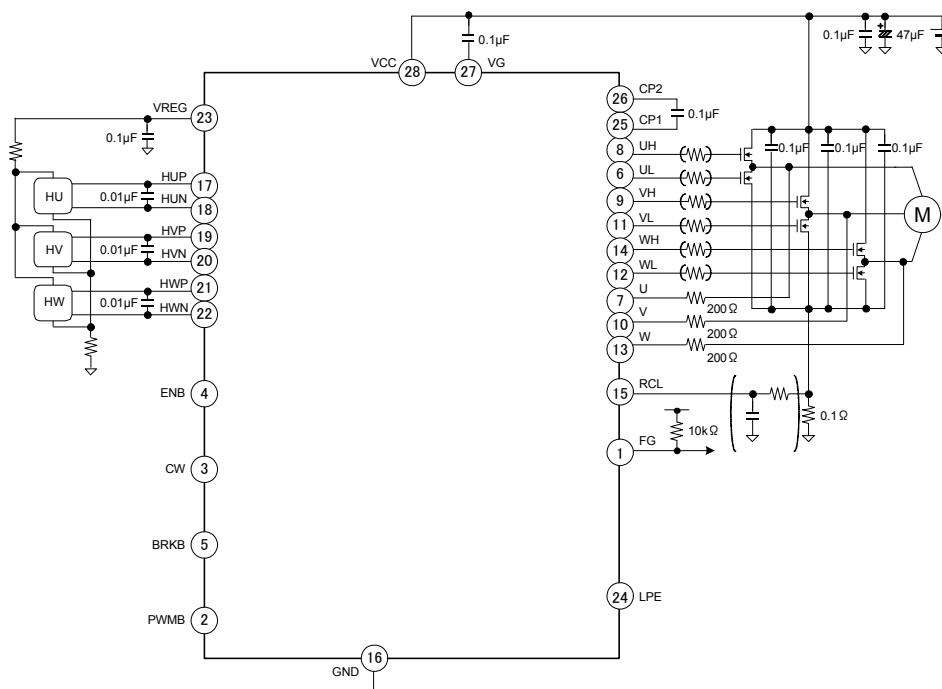 0.1µF
0.1µF
47µF
VCC
28
27
VG
VREG
23
0.1µF
26
CP2
0.1µF
25
CP1
8
UH
0.1µF
0.1µF
0.1µF
6
UL
HU
HUP
17
0.01µF
HUN
18
9
VH
M
11
VL
HV
HVP
19
0.01µF
HVN
20
14
WH
12
WL
HW
HWP
21
0.01µF
HWN
22
7
U
200Ω
10
V
200Ω
13
W
200Ω
ENB
4
15
RCL
0.1Ω
10kΩ
1
FG
CW
3
BRKB
5
24
LPE
PWMB
2
16
GND